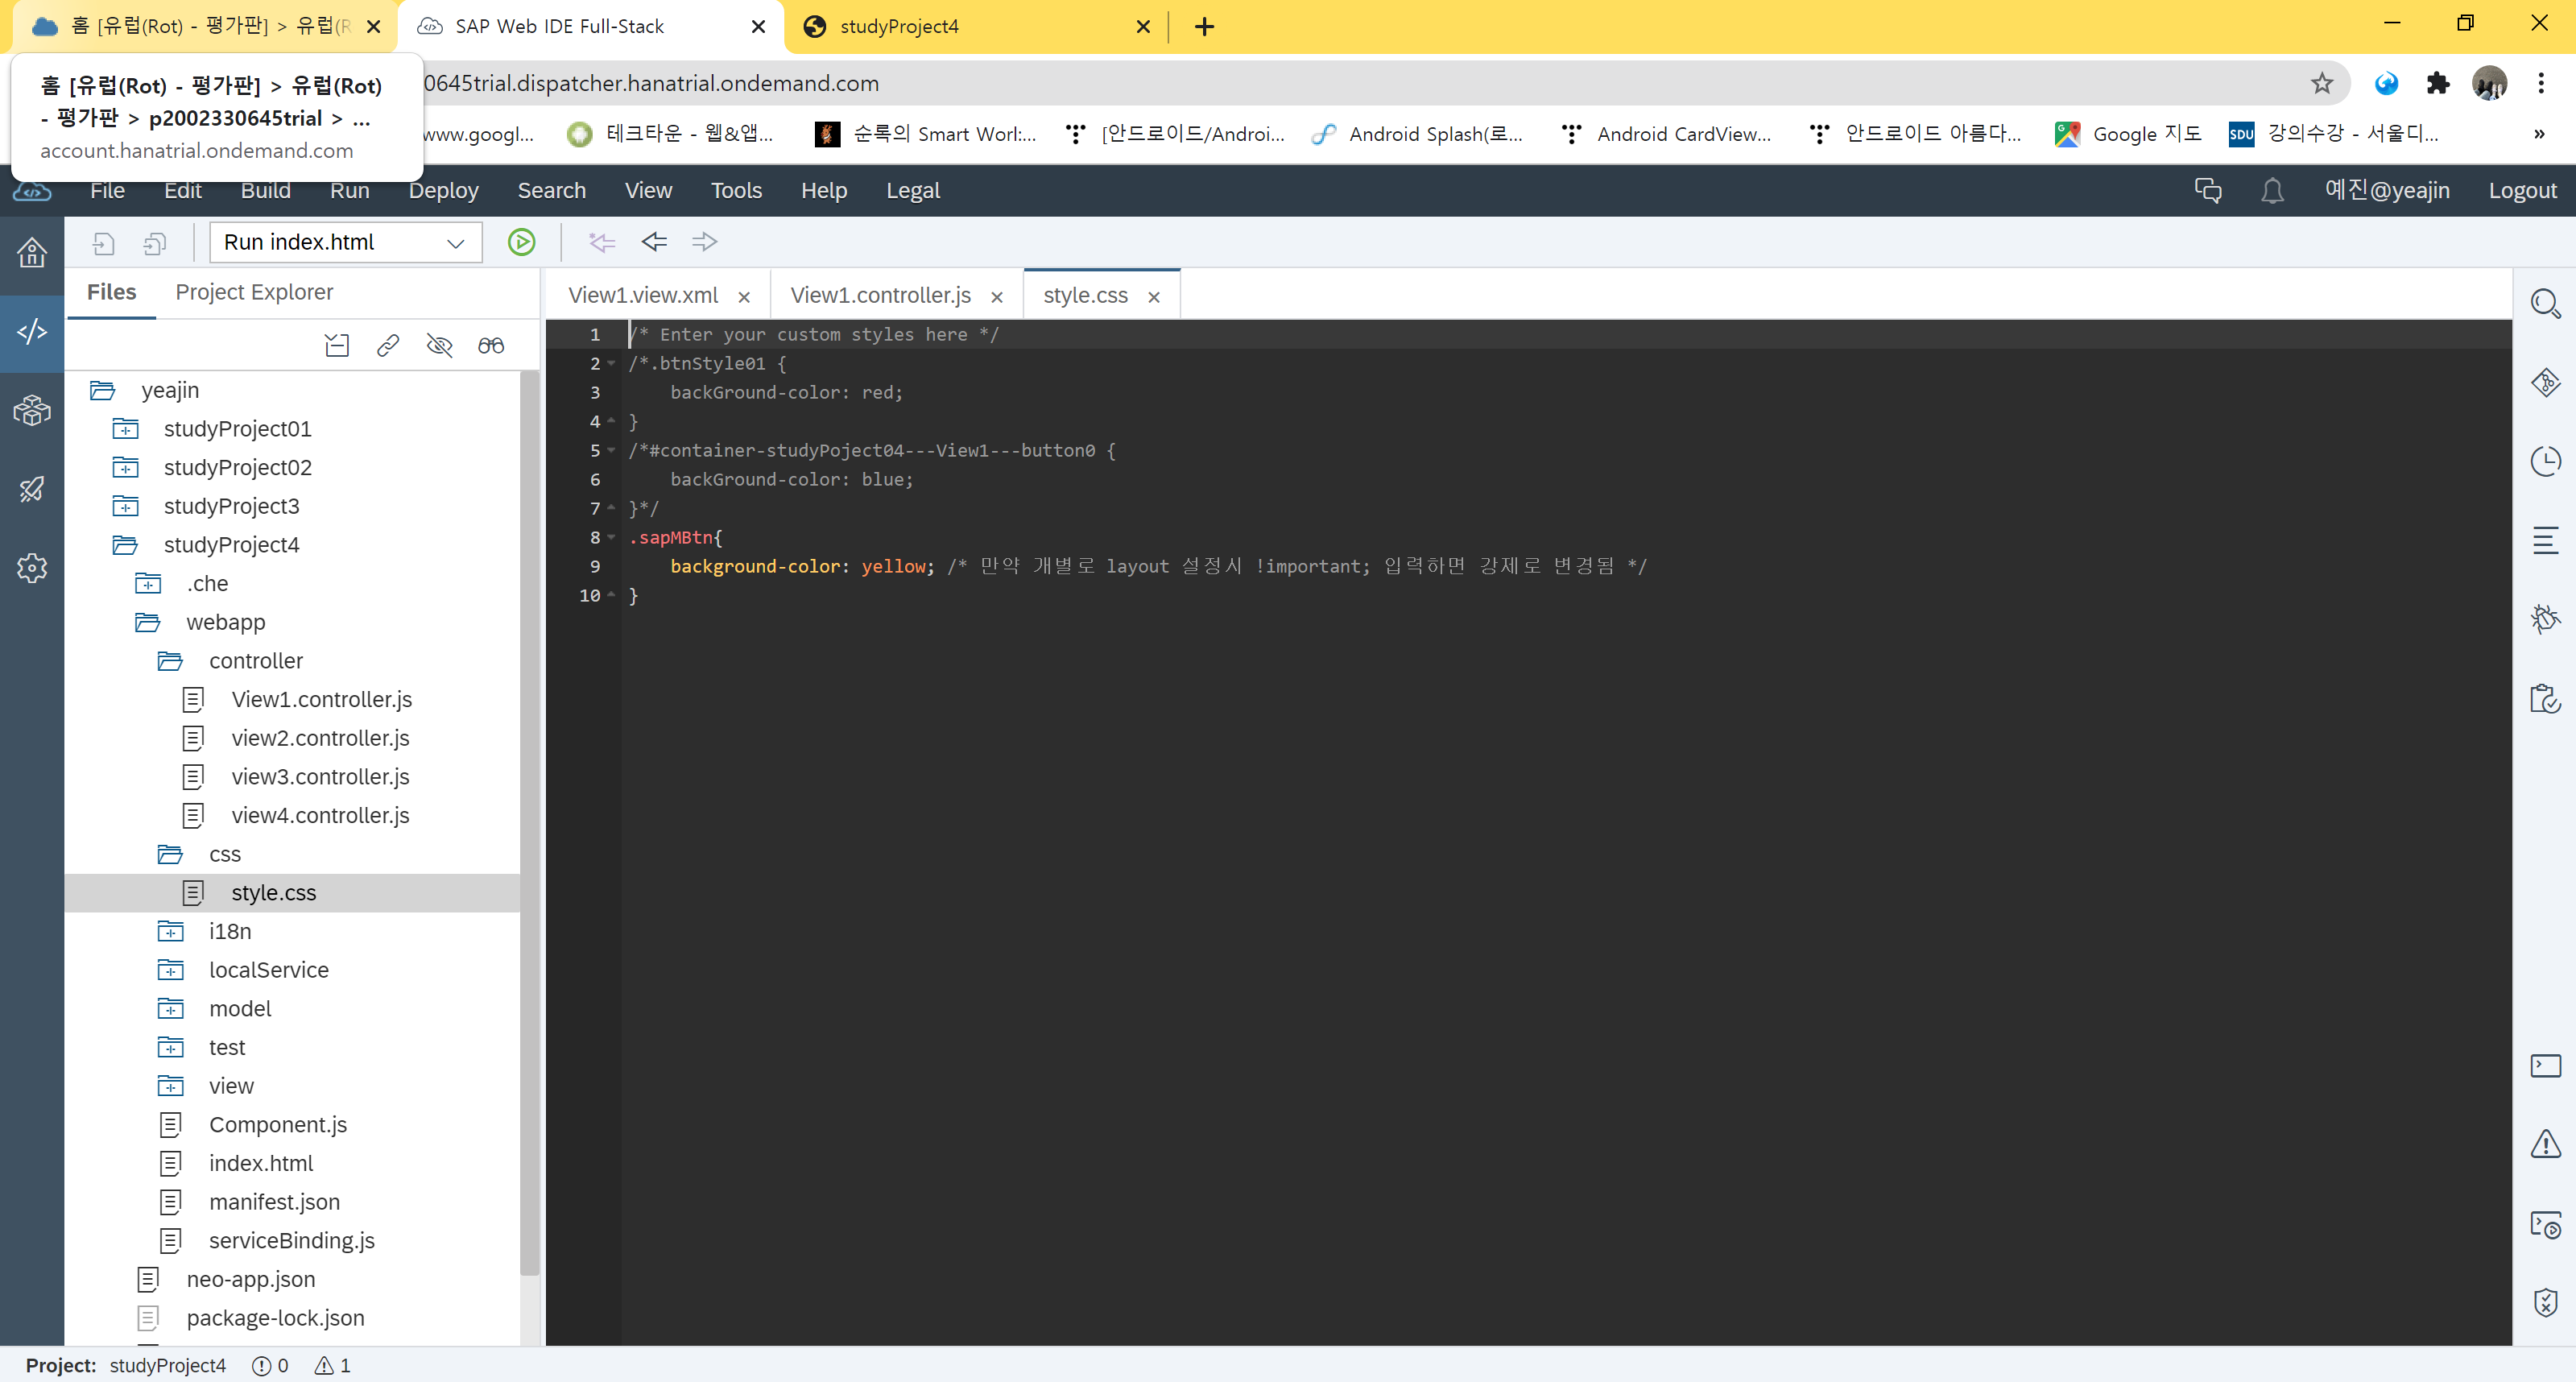 홈 [유럽(Rot) - 평가판] > 유럽(R
SAP Web IDE Full-Stack
studyProject4
홈 [유럽(Rot) - 평가판] > 유럽(Rot)
- 평가판 > p2002330645trial > ...
account.hanatrial.ondemand.com
0645trial.dispatcher.hanatrial.ondemand.com
www.googl...
테크타운 - 웹&앱...
순록의 Smart Worl:...
[안드로이드/Androi...
Android Splash(로...
Android CardView...
안드로이드 아름다...
Google 지도
SDU
강의수강 - 서울디...
»
File
Edit
Build
Run
Deploy
Search
View
Tools
Help
Legal
예진@yeajin
Logout
Run index.html
Files
Project Explorer
View1.view.xml
View1.controller.js
style.css
yeajin
studyProject01
studyProject02
studyProject3
studyProject4
.che
webapp
controller
View1.controller.js
view2.controller.js
view3.controller.js
view4.controller.js
css
style.css
i18n
localService
model
test
view
Component.js
index.html
manifest.json
serviceBinding.js
neo-app.json
package-lock.json
1 /* Enter your custom styles here */
2 /*.btnStyle01 {
3 backGround-color: red;
4 }
5 /*#container-studyPoject04---View1---button0 {
6 backGround-color: blue;
7 }*/
8 .sapMBtn{
9 background-color: yellow; /* 만약 개별로 layout 설정시 !important; 입력하면 강제로 변경됨 */
10 }
Project: studyProject4 0 1